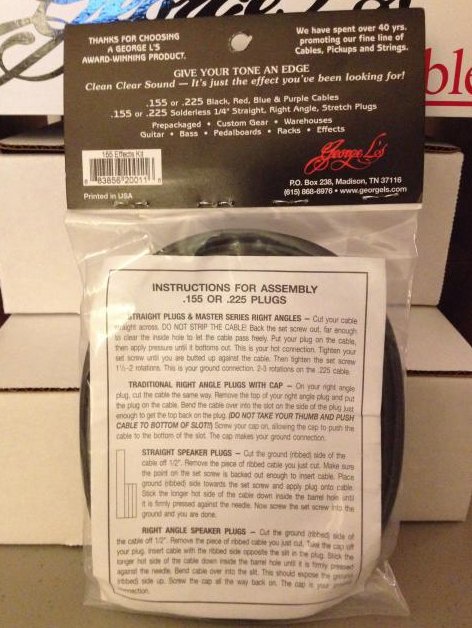 THANKS FOR CHOOSING
A GEORGE L'S
AWARD-WINNING PRODUCT.
We have spent over 40 yrs.
promoting our fine line of
Cables, Pickups and Strings.
GIVE YOUR TONE AN EDGE
Clean Clear Sound — It's just the effect you've been looking for!
.155 or .225 Black, Red, Blue & Purple Cables
.155 or .225 Solderless 1/4" Straight, Right Angle, Stretch Plugs
Prepackaged • Custom Gear • Warehouses
Guitar • Bass • Pedalboards • Racks • Effects
155 Effects Kit
Printed in USA
George L's
P.O. Box 238, Madison, TN 37116
(615) 868-6976 • www.georgels.com
INSTRUCTIONS FOR ASSEMBLY
.155 OR .225 PLUGS
STRAIGHT PLUGS & MASTER SERIES RIGHT ANGLES – Cut your cable
straight across. DO NOT STRIP THE CABLE! Back the set screw out, far enough
to clear the inside hole to let the cable pass freely. Put your plug on the cable,
then apply pressure until it bottoms out. This is your hot connection. Tighten your
set screw until you are butted up against the cable. Then tighten the set screw
1½-2 rotations. This is your ground connection. 2-3 rotations on the .225 cable.
TRADITIONAL RIGHT ANGLE PLUGS WITH CAP – On your right angle
plug, cut the cable the same way. Remove the top of your right angle plug and put
the plug on the cable. Bend the cable over into the slot on the side of the plug just
enough to get the top back on the plug. (DO NOT TAKE YOUR THUMB AND PUSH
CABLE TO BOTTOM OF SLOT!!) Screw your cap on, allowing the cap to push the
cable to the bottom of the slot. The cap makes your ground connection.
STRAIGHT SPEAKER PLUGS – Cut the ground (ribbed) side of the
cable off 1/2". Remove the piece of ribbed cable you just cut. Make sure
the point on the set screw is backed out enough to insert cable. Place
ground (ribbed) side towards the set screw and apply plug onto cable.
Stick the longer hot side of the cable down inside the barrel hole until
it is firmly pressed against the needle. Now screw the set screw into the
ground and you are done.
RIGHT ANGLE SPEAKER PLUGS – Cut the ground (ribbed) side of
the cable off 1/2". Remove the piece of ribbed cable you just cut. Take the cap off
your plug, insert cable with the ribbed side opposite the slit in the plug. Stick the
longer hot side of the cable down inside the barrel hole until it is firmly pressed
against the needle. Bend cable over into the slit. This should expose the ground
(ribbed) side up. Screw the cap all the way back on. The cap is your ground
connection.